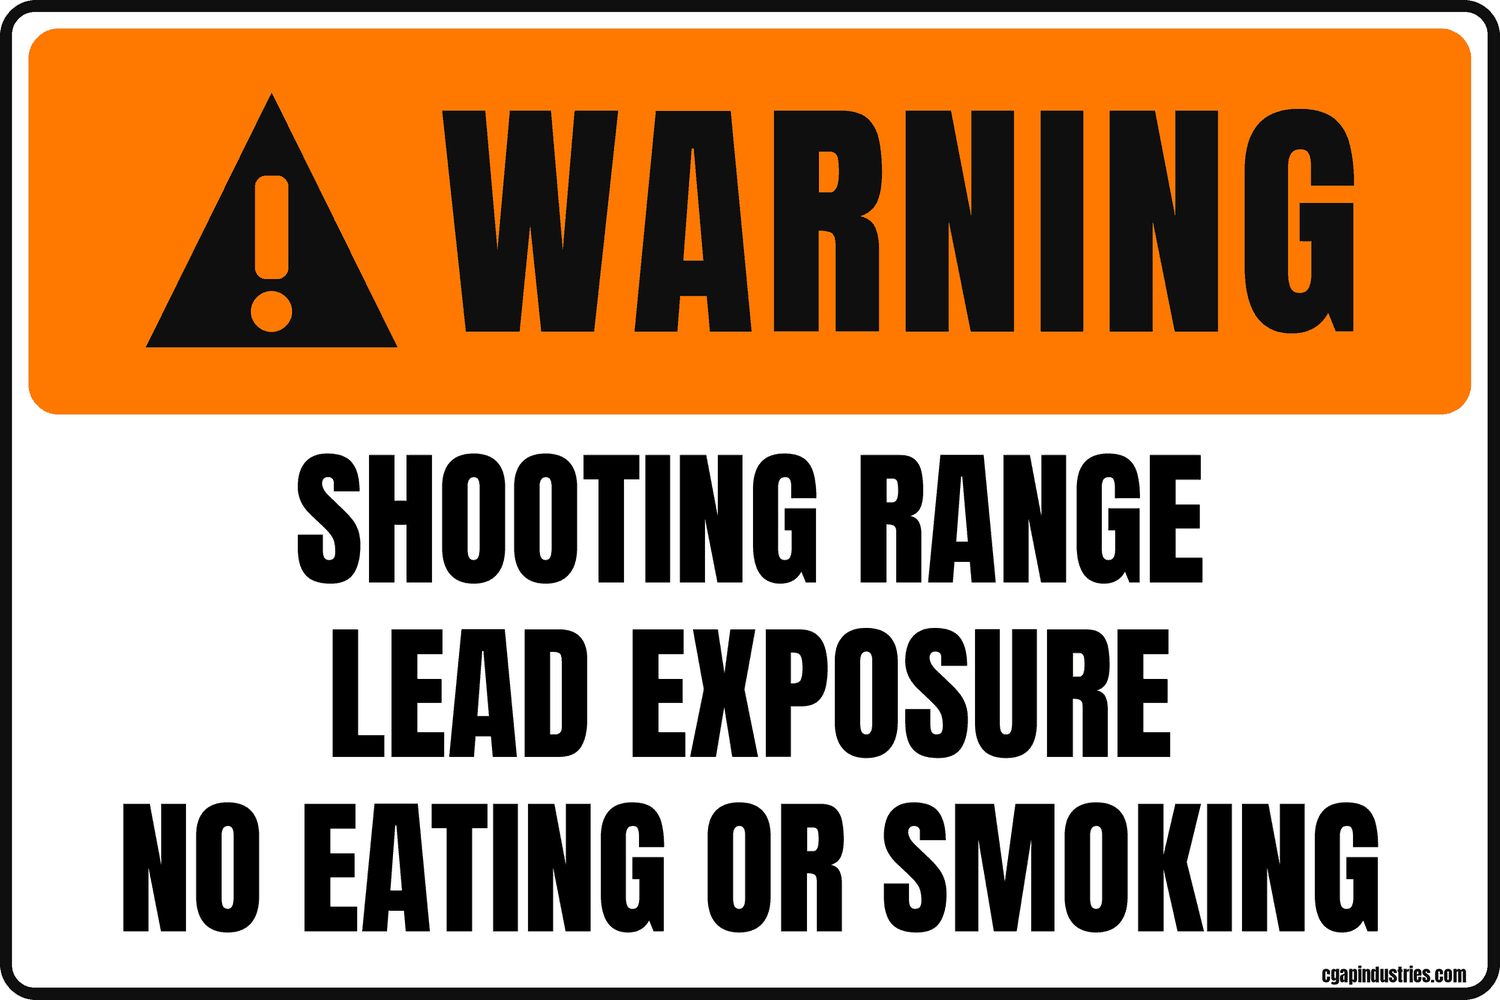 WARNING
SHOOTING RANGE
LEAD EXPOSURE
NO EATING OR SMOKING
cgapindustries.com